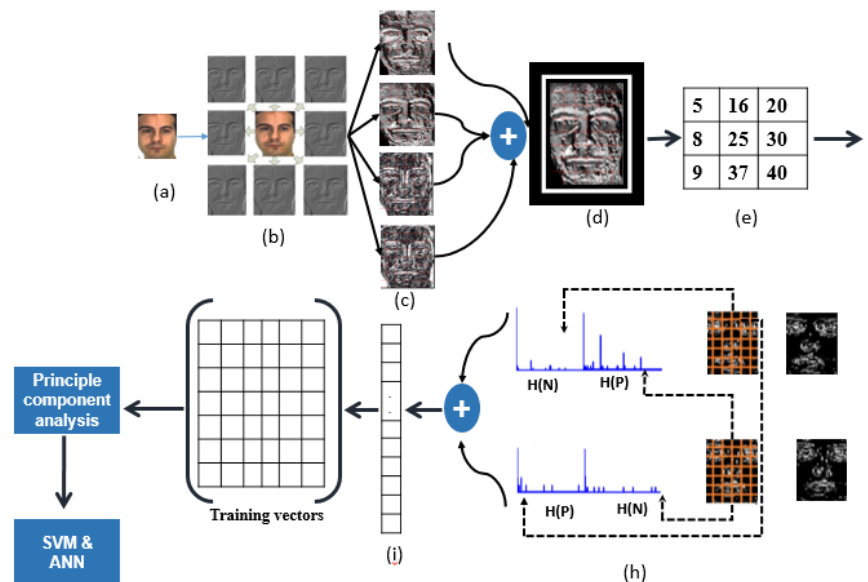 (a)
(b)
(c)
+
(d)
5 16 20
8 25 30
9 37 40
(e)
H(N) H(P)
H(P) H(N)
(h)
+
(i)
Training vectors
Principle
component
analysis
SVM &
ANN